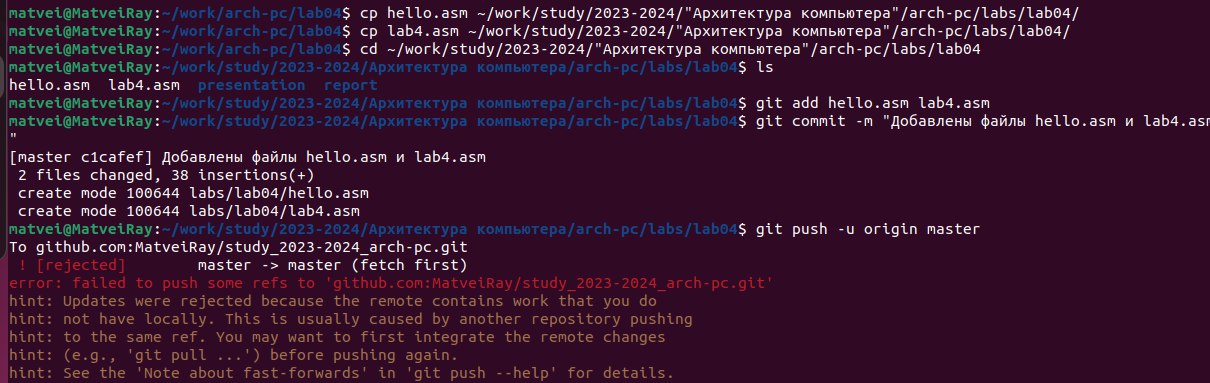 matvei@MatveiRay:~/work/arch-pc/lab04$ cp hello.asm ~/work/study/2023-2024/"Архитектура компьютера"/arch-pc/labs/lab04/
matvei@MatveiRay:~/work/arch-pc/lab04$ cp lab4.asm ~/work/study/2023-2024/"Архитектура компьютера"/arch-pc/labs/lab04/
matvei@MatveiRay:~/work/arch-pc/lab04$ cd ~/work/study/2023-2024/"Архитектура компьютера"/arch-pc/labs/lab04
matvei@MatveiRay:~/work/study/2023-2024/Архитектура компьютера/arch-pc/labs/lab04$ ls
hello.asm  lab4.asm  presentation  report
matvei@MatveiRay:~/work/study/2023-2024/Архитектура компьютера/arch-pc/labs/lab04$ git add hello.asm lab4.asm
matvei@MatveiRay:~/work/study/2023-2024/Архитектура компьютера/arch-pc/labs/lab04$ git commit -m "Добавлены файлы hello.asm и lab4.asm
"
[master c1cafef] Добавлены файлы hello.asm и lab4.asm
 2 files changed, 38 insertions(+)
 create mode 100644 labs/lab04/hello.asm
 create mode 100644 labs/lab04/lab4.asm
matvei@MatveiRay:~/work/study/2023-2024/Архитектура компьютера/arch-pc/labs/lab04$ git push -u origin master
To github.com:MatveiRay/study_2023-2024_arch-pc.git
 ! [rejected]        master -> master (fetch first)
error: failed to push some refs to 'github.com:MatveiRay/study_2023-2024_arch-pc.git'
hint: Updates were rejected because the remote contains work that you do
hint: not have locally. This is usually caused by another repository pushing
hint: to the same ref. You may want to first integrate the remote changes
hint: (e.g., 'git pull ...') before pushing again.
hint: See the 'Note about fast-forwards' in 'git push --help' for details.